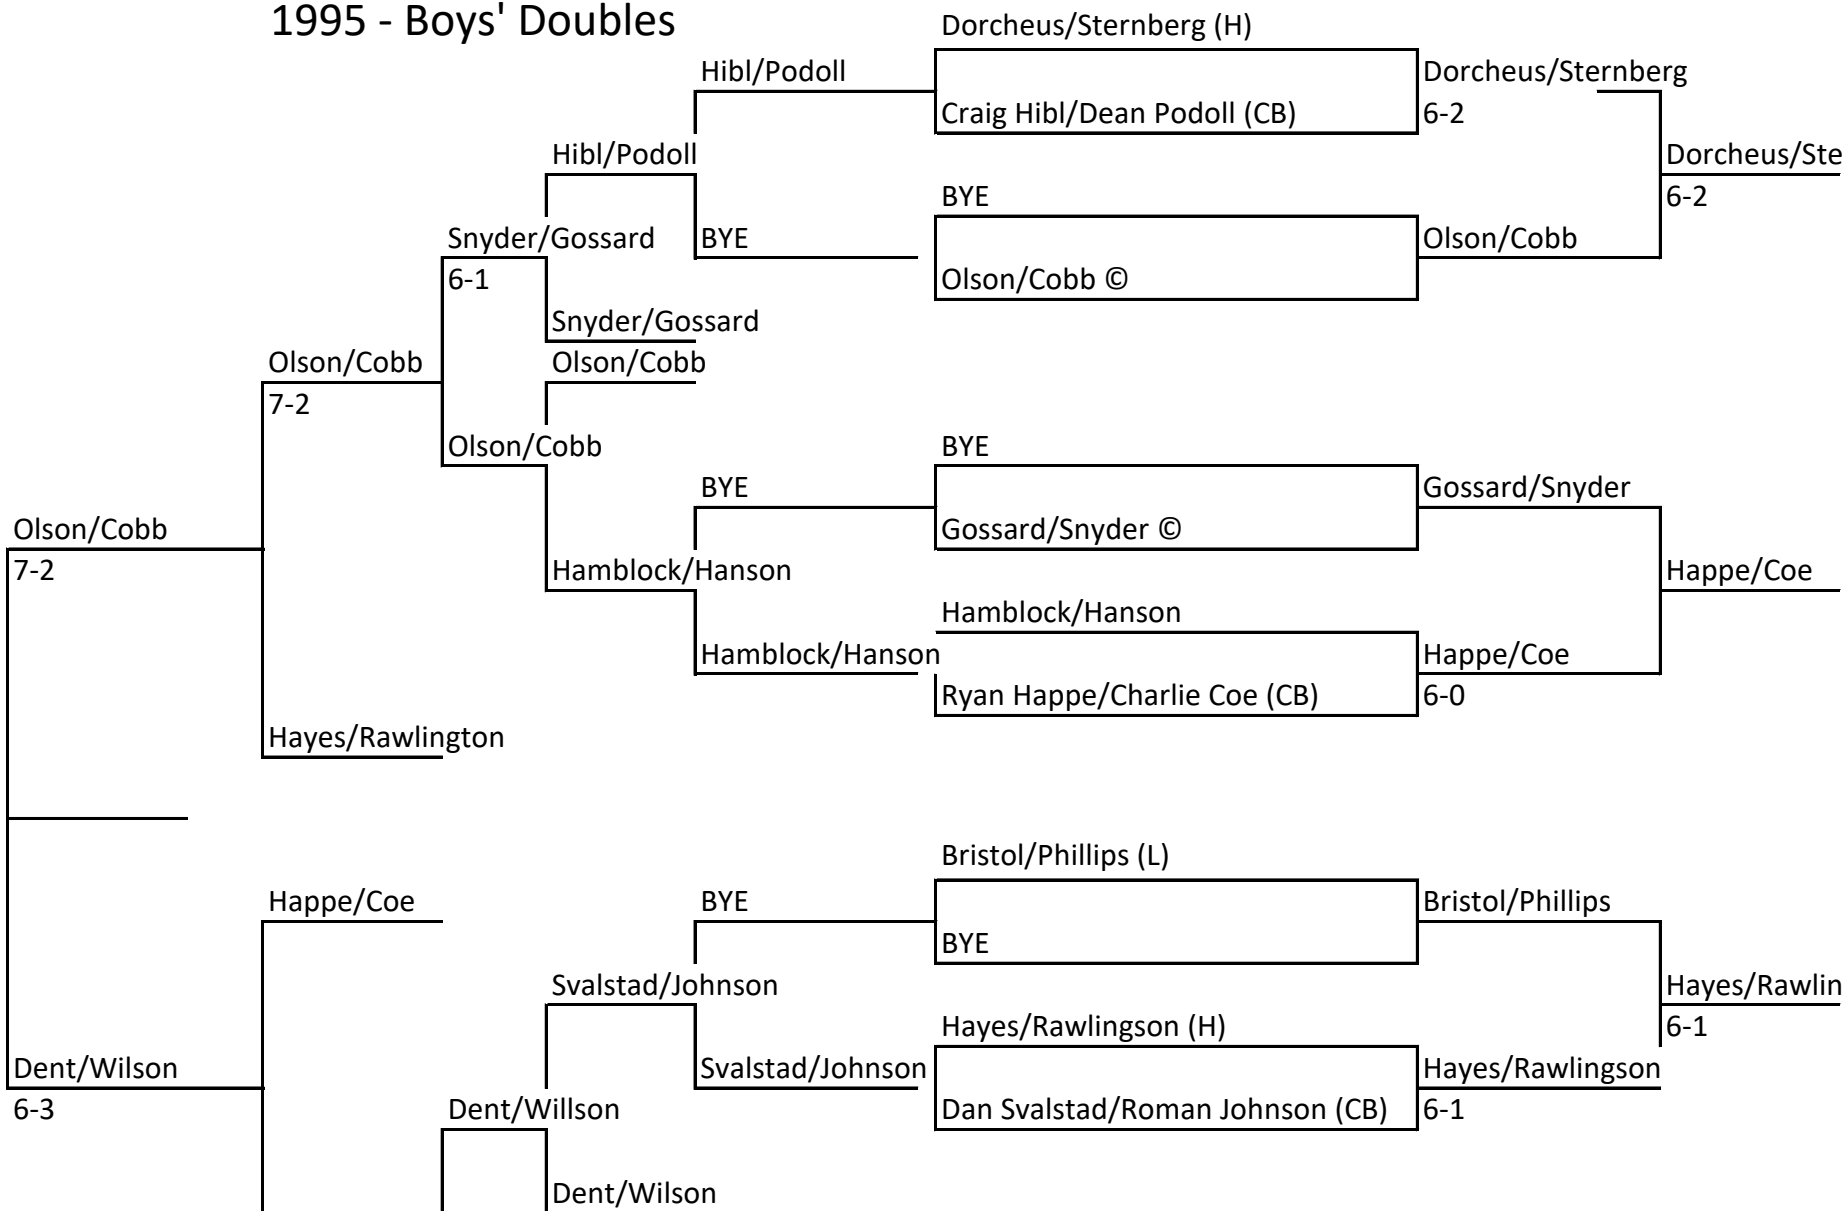 1995 - Boys' Doubles
Dorcheus/Sternberg (H)
Hibl/Podoll
Dorcheus/Sternberg
Craig Hibl/Dean Podoll (CB)
6-2
Hibl/Podoll
Dorcheus/Ste
BYE
6-2
Snyder/Gossard
BYE
Olson/Cobb
6-1
Olson/Cobb ©
Snyder/Gossard
Olson/Cobb
Olson/Cobb
7-2
Olson/Cobb
BYE
BYE
Gossard/Snyder
Olson/Cobb
Gossard/Snyder ©
7-2
Hamblock/Hanson
Happe/Coe
Hamblock/Hanson
Hamblock/Hanson
Happe/Coe
Ryan Happe/Charlie Coe (CB)
6-0
Hayes/Rawlington
Bristol/Phillips (L)
Happe/Coe
BYE
Bristol/Phillips
BYE
Svalstad/Johnson
Hayes/Rawlin
Hayes/Rawlingson (H)
6-1
Dent/Wilson
Svalstad/Johnson
Hayes/Rawlingson
6-3
Dent/Willson
Dan Svalstad/Roman Johnson (CB)
6-1
Dent/Wilson